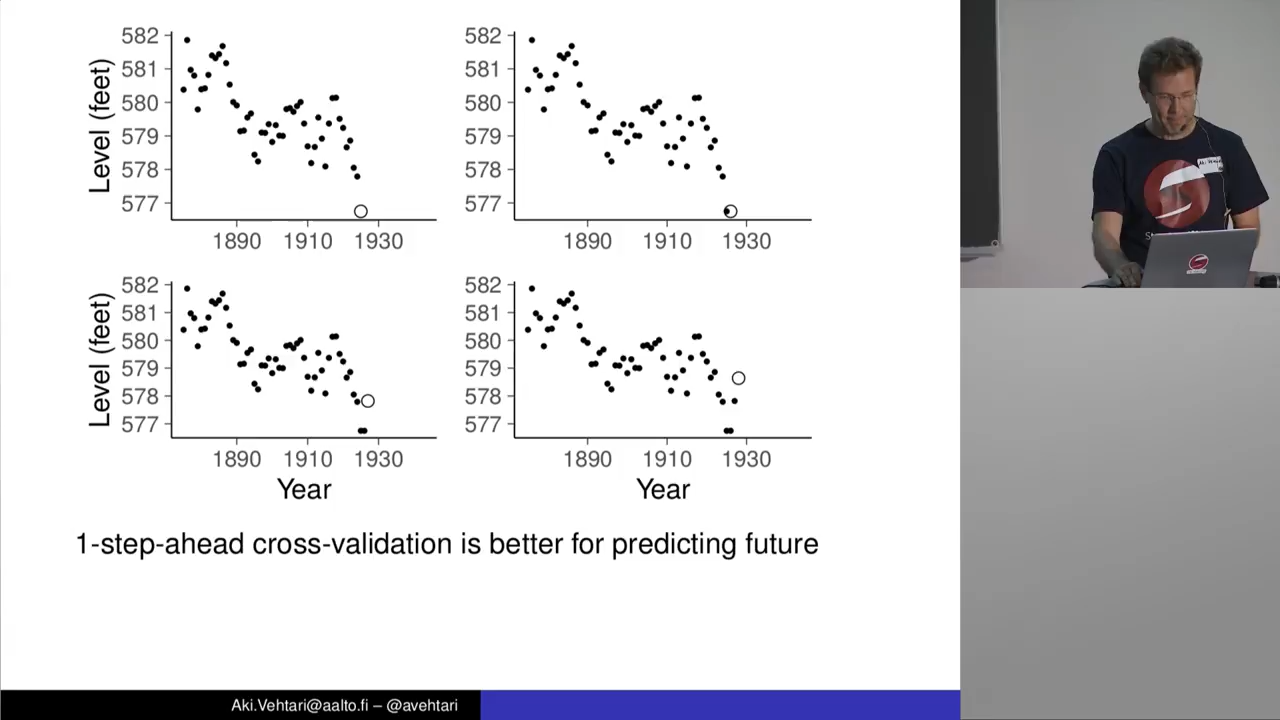 582
581
580
579
578
577
Level (feet)
1890 1910 1930
582
581
580
579
578
577
1890 1910 1930
582
581
580
579
578
577
Level (feet)
1890 1910 1930
Year
582
581
580
579
578
577
1890 1910 1930
Year
1-step-ahead cross-validation is better for predicting future
Aki.Vehtari@aalto.fi – @avehtari